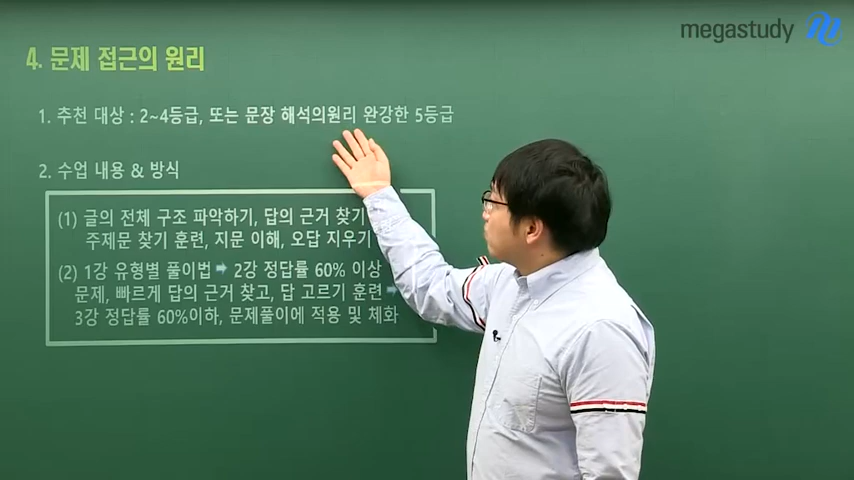 megastudy
4. 문제 접근의 원리
1. 추천 대상 : 2~4등급, 또는 문장 해석의원리 완강한 5등급
2. 수업 내용 & 방식
(1) 글의 전체 구조 파악하기, 답의 근거 찾기
주제문 찾기 훈련, 지문 이해, 오답 지우기
(2) 1강 유형별 풀이법 ➡ 2강 정답률 60% 이상
문제, 빠르게 답의 근거 찾고, 답 고르기 훈련 ➡
3강 정답률 60%이하, 문제풀이에 적용 및 체화